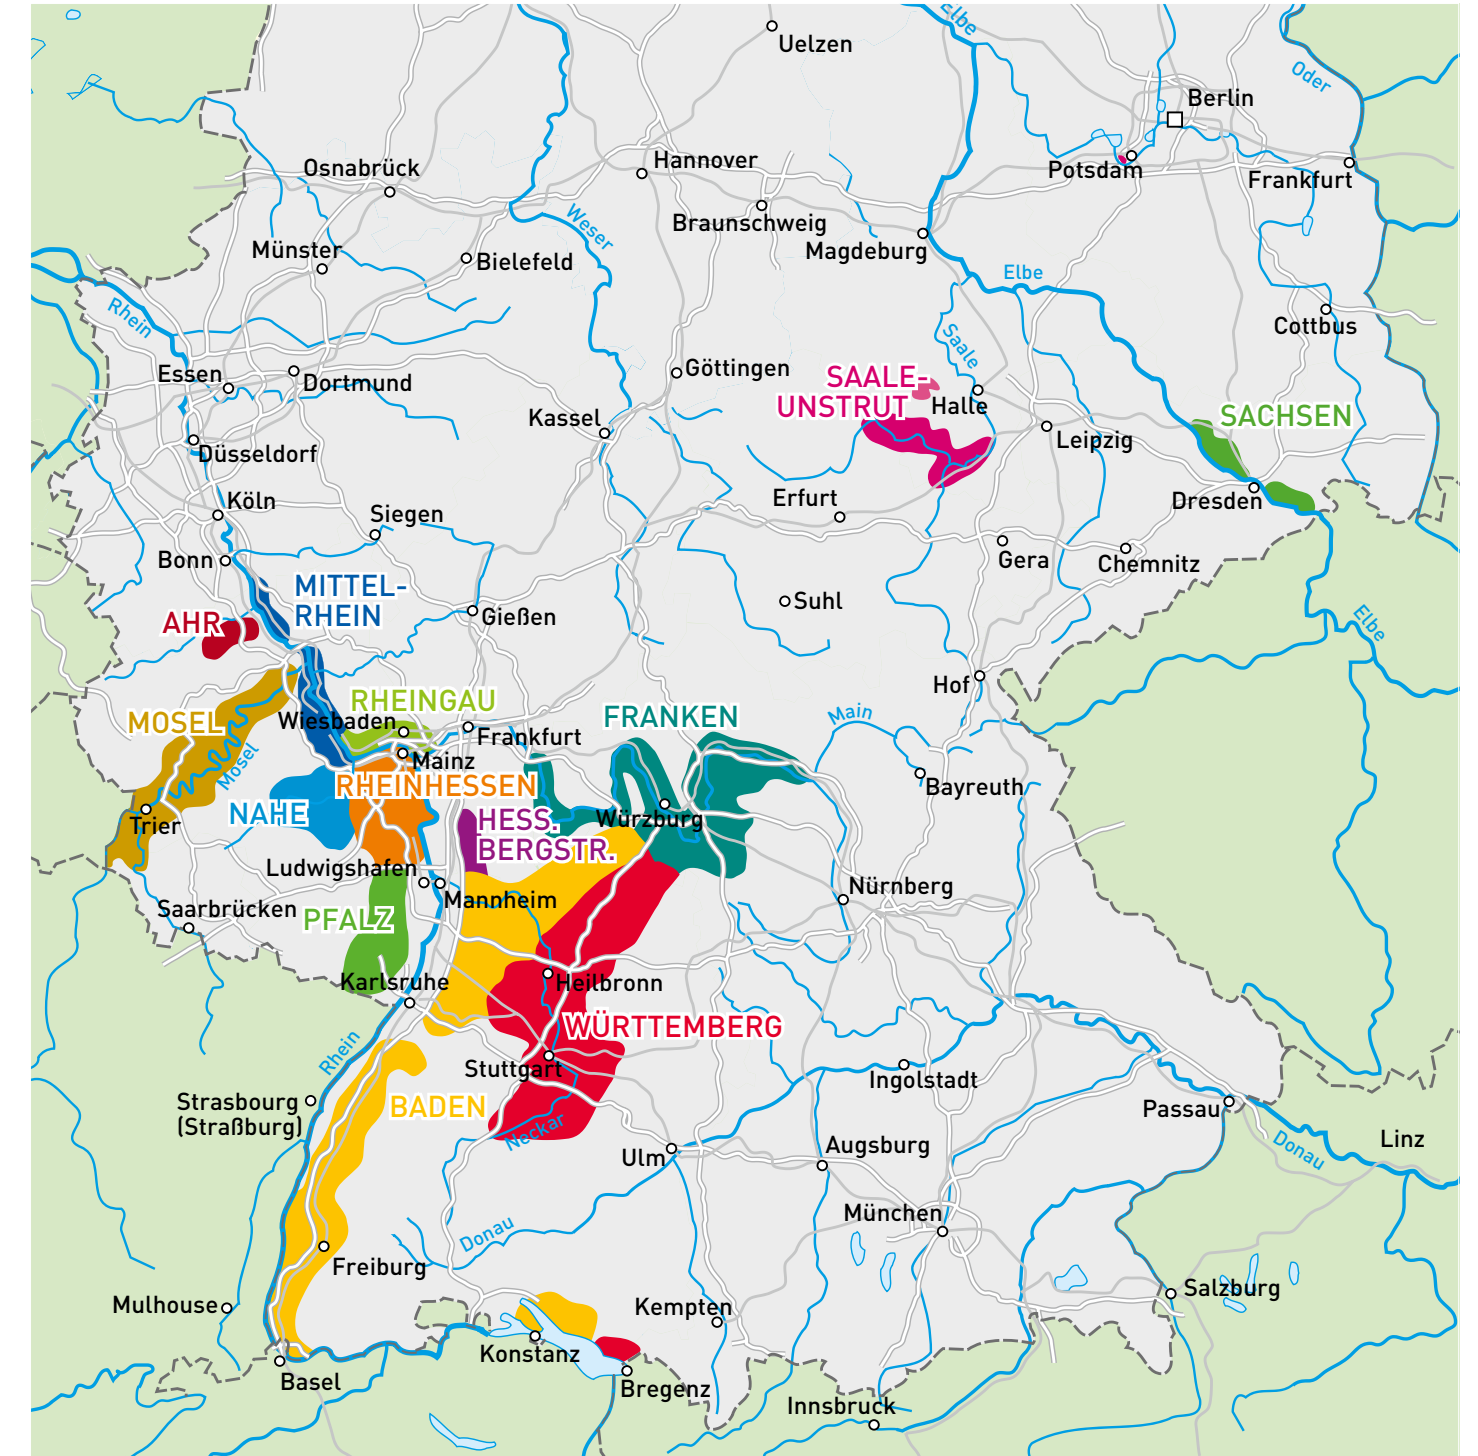 Elbe
Uelzen
Oder
Berlin
Osnabrück
Hannover
Potsdam
Frankfurt
Braunschweig
Weser
Magdeburg
Münster
Bielefeld
Elbe
Rhein
Cottbus
Saale
Essen
Dortmund
Göttingen
SAALE-
UNSTRUT
Halle
Kassel
SACHSEN
Leipzig
Düsseldorf
Köln
Siegen
Erfurt
Dresden
Bonn
Gera
Chemnitz
MITTEL-
RHEIN
AHR
Gießen
Suhl
Elbe
Hof
RHEINGAU
MOSEL
Wiesbaden
Frankfurt
FRANKEN
Main
Mosel
Mainz
RHEINHESSEN
Bayreuth
NAHE
Trier
HESS.
BERGSTR.
Würzburg
Ludwigshafen
Mannheim
Nürnberg
Saarbrücken
PFALZ
Karlsruhe
Heilbronn
WÜRTTEMBERG
Rhein
Stuttgart
Ingolstadt
Strasbourg
(Straßburg)
BADEN
Neckar
Passau
Ulm
Augsburg
Donau
Linz
München
Donau
Freiburg
Salzburg
Mulhouse
Kempten
Konstanz
Basel
Bregenz
Innsbruck